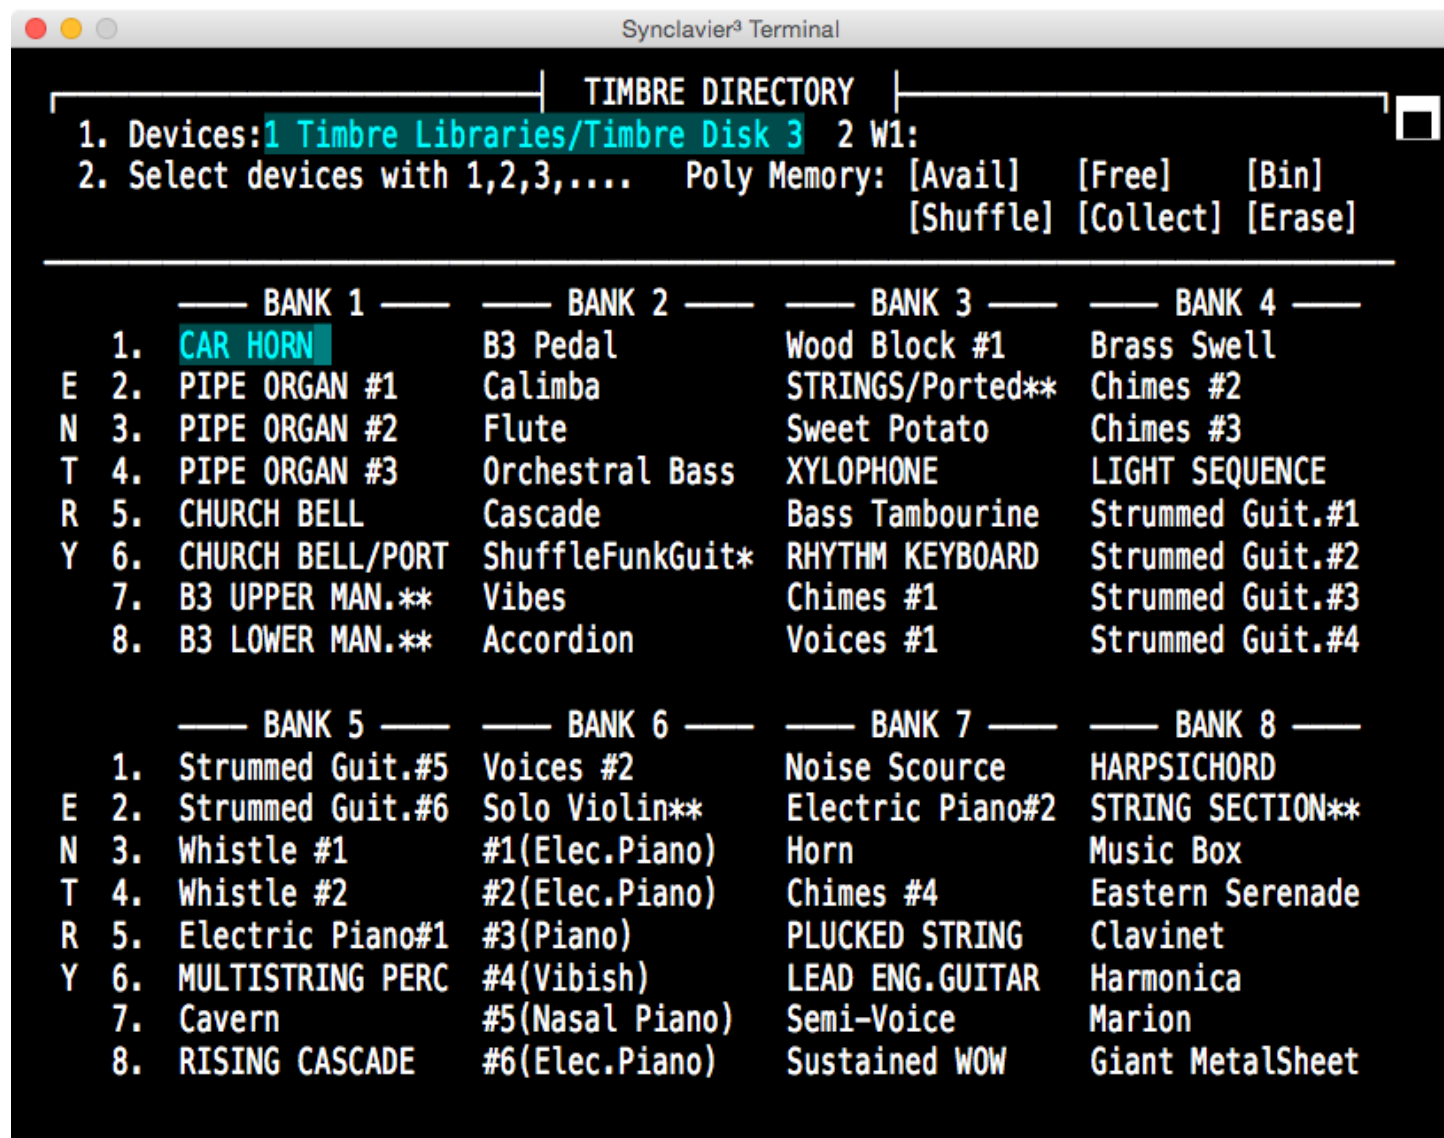 Synclavier³ Terminal
TIMBRE DIRECTORY
1. Devices:1 Timbre Libraries/Timbre Disk 3 2 W1:
2. Select devices with 1,2,3,.... Poly Memory: [Avail] [Free] [Bin]
[Shuffle] [Collect] [Erase]
BANK 1 BANK 2 BANK 3 BANK 4
1. CAR HORN B3 Pedal Wood Block #1 Brass Swell
E 2. PIPE ORGAN #1 Calimba STRINGS/Ported** Chimes #2
N 3. PIPE ORGAN #2 Flute Sweet Potato Chimes #3
T 4. PIPE ORGAN #3 Orchestral Bass XYLOPHONE LIGHT SEQUENCE
R 5. CHURCH BELL Cascade Bass Tambourine Strummed Guit.#1
Y 6. CHURCH BELL/PORT ShuffleFunkGuit* RHYTHM KEYBOARD Strummed Guit.#2
7. B3 UPPER MAN.** Vibes Chimes #1 Strummed Guit.#3
8. B3 LOWER MAN.** Accordion Voices #1 Strummed Guit.#4
BANK 5 BANK 6 BANK 7 BANK 8
1. Strummed Guit.#5 Voices #2 Noise Scource HARPSICHORD
E 2. Strummed Guit.#6 Solo Violin** Electric Piano#2 STRING SECTION**
N 3. Whistle #1 #1(Elec.Piano) Horn Music Box
T 4. Whistle #2 #2(Elec.Piano) Chimes #4 Eastern Serenade
R 5. Electric Piano#1 #3(Piano) PLUCKED STRING Clavinet
Y 6. MULTISTRING PERC #4(Vibish) LEAD ENG.GUITAR Harmonica
7. Cavern #5(Nasal Piano) Semi-Voice Marion
8. RISING CASCADE #6(Elec.Piano) Sustained WOW Giant MetalSheet